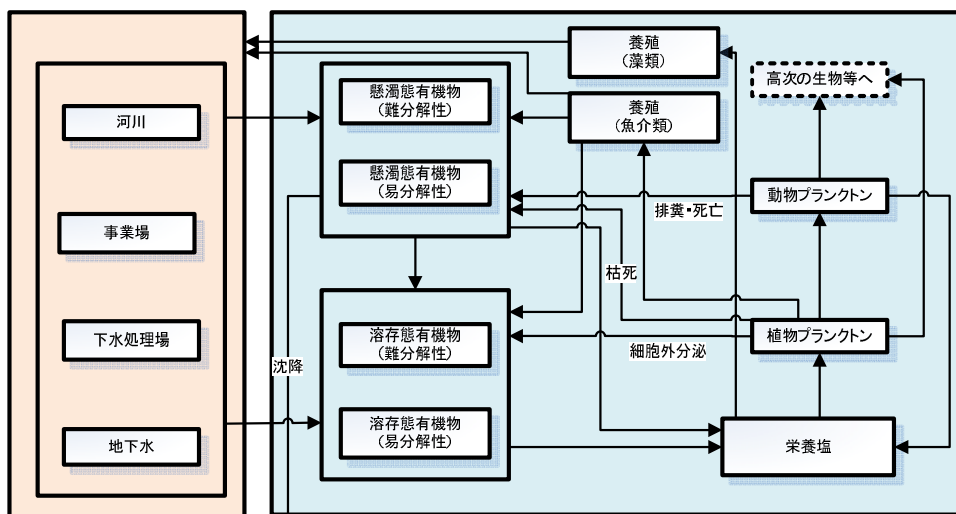 河川
事業場
下水処理場
地下水
養殖
(藻類)
養殖
(魚介類)
高次の生物等へ
懸濁態有機物
(難分解性)
懸濁態有機物
(易分解性)
動物プランクトン
排糞・死亡
枯死
溶存態有機物
(難分解性)
植物プランクトン
細胞外分泌
沈降
溶存態有機物
(易分解性)
栄養塩